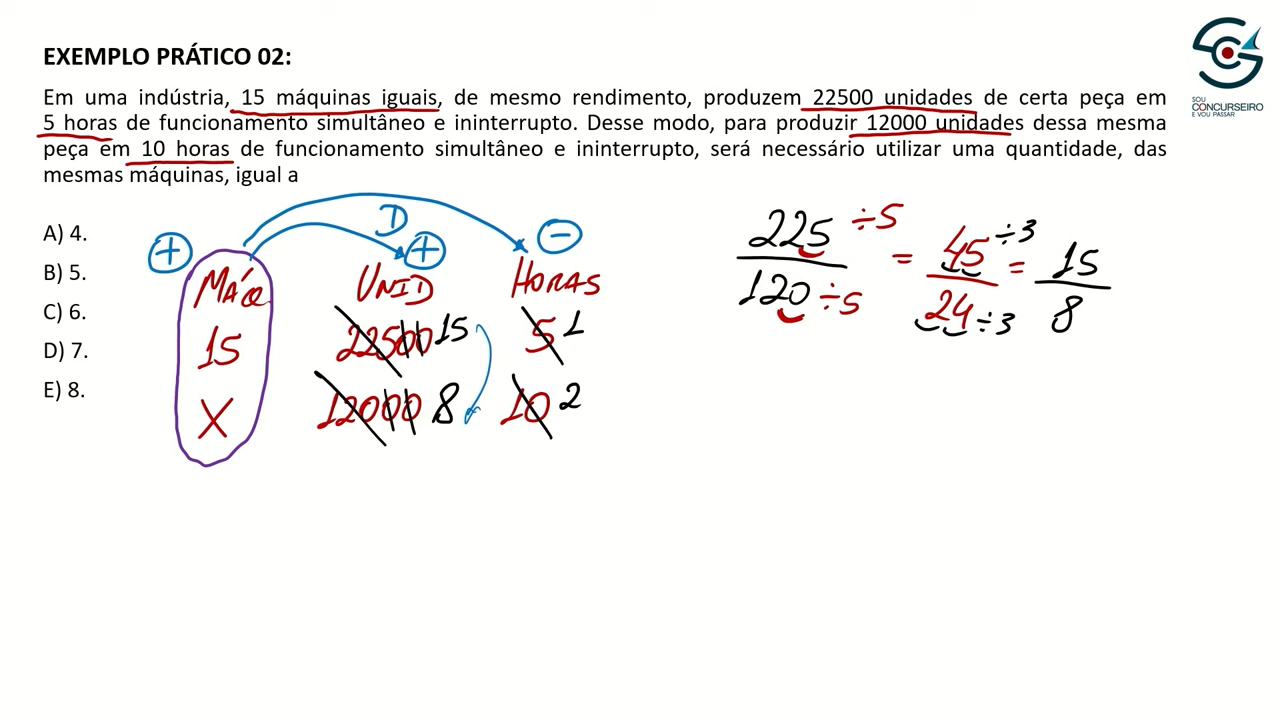 EXEMPLO PRÁTICO 02:
SOU
CONCURSEIRO
E VOU PASSAR
Em uma indústria, 15 máquinas iguais, de mesmo rendimento, produzem 22500 unidades de certa peça em
5 horas de funcionamento simultâneo e ininterrupto. Desse modo, para produzir 12000 unidades dessa mesma
peça em 10 horas de funcionamento simultâneo e ininterrupto, será necessário utilizar uma quantidade, das
mesmas máquinas, igual a
A) 4.
B) 5.
C) 6.
D) 7.
E) 8.
D
+ + -
MÁQ UNID HORAS
15 22500 15 5 1
X 12000 8 10 2
225 ÷5 = 45 ÷3 = 15
120 ÷5 24 ÷3 8